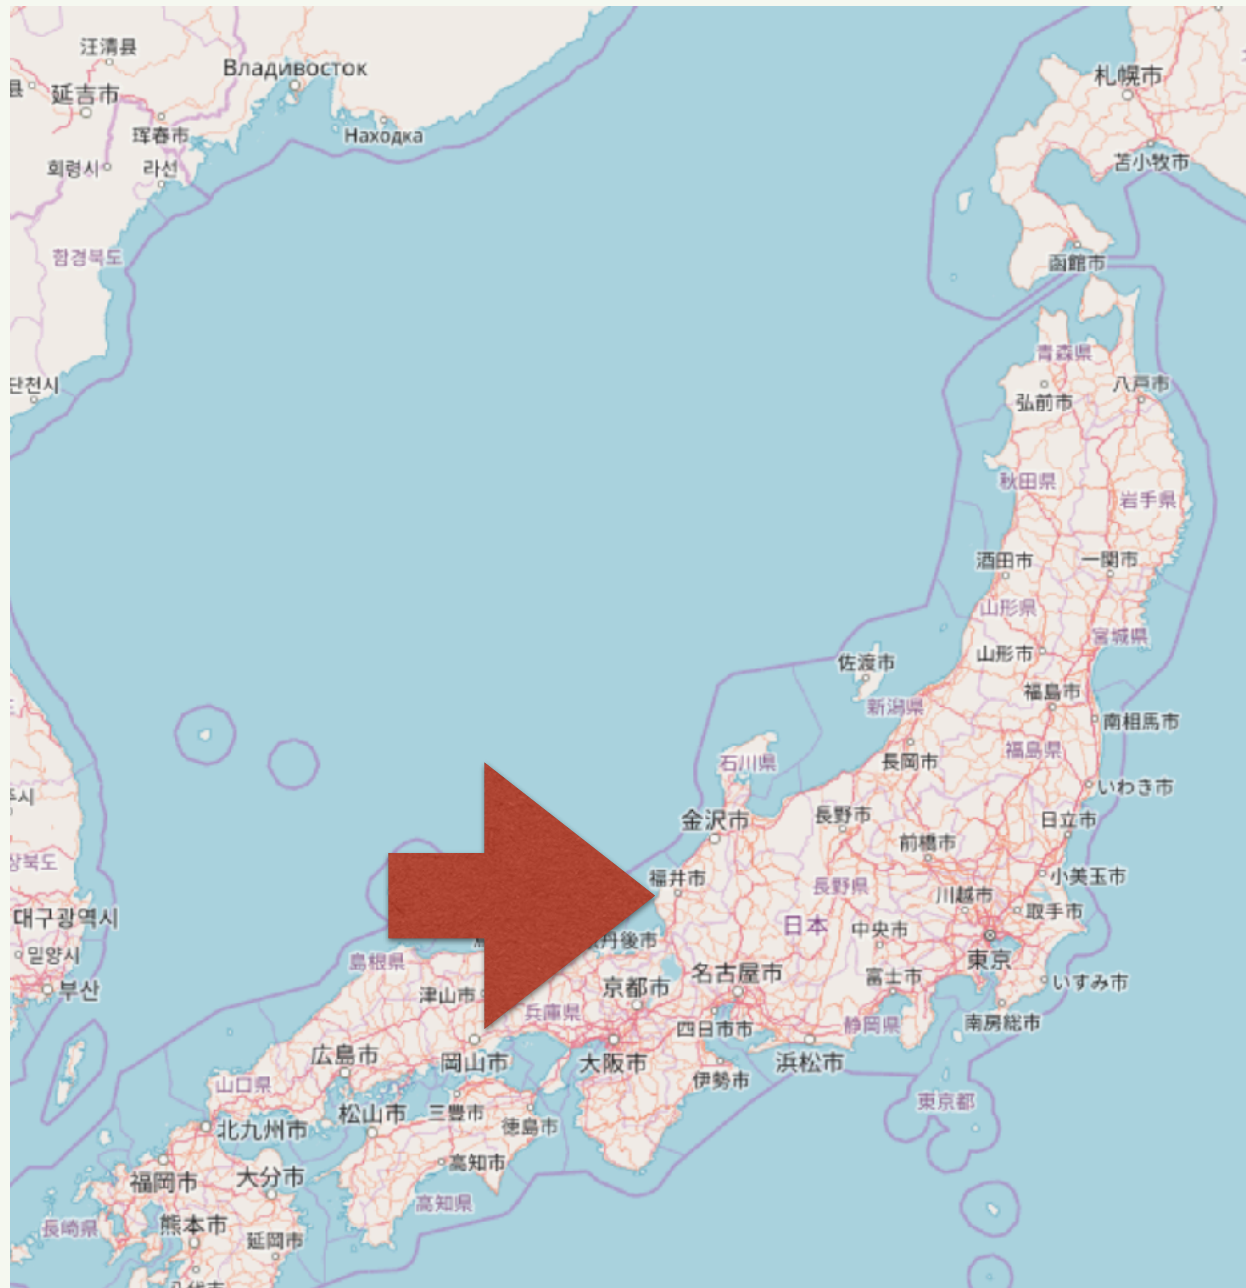 汪清县
札幌市
Владивосток
县
延吉市
Находка
珲春市
苫小牧市
회령시
라선
함경북도
函館市
青森県
단천시
八戸市
弘前市
秋田県
岩手県
酒田市
一関市
山形県
宮城県
山形市
佐渡市
福島市
新潟県
南相馬市
福島県
石川県
長岡市
いわき市
長野市
金沢市
日立市
前橋市
福井市
小美玉市
長野県
川越市
取手市
대구광역시
日本
中央市
丹後市
밀양시
島根県
東京
名古屋市
富士市
いすみ市
부산
津山市
京都市
兵庫県
南房総市
四日市市
静岡県
広島市
岡山市
大阪市
浜松市
伊勢市
山口県
東京都
松山市
三豊市
北九州市
徳島市
高知市
福岡市
大分市
高知県
長崎県
熊本市
延岡市